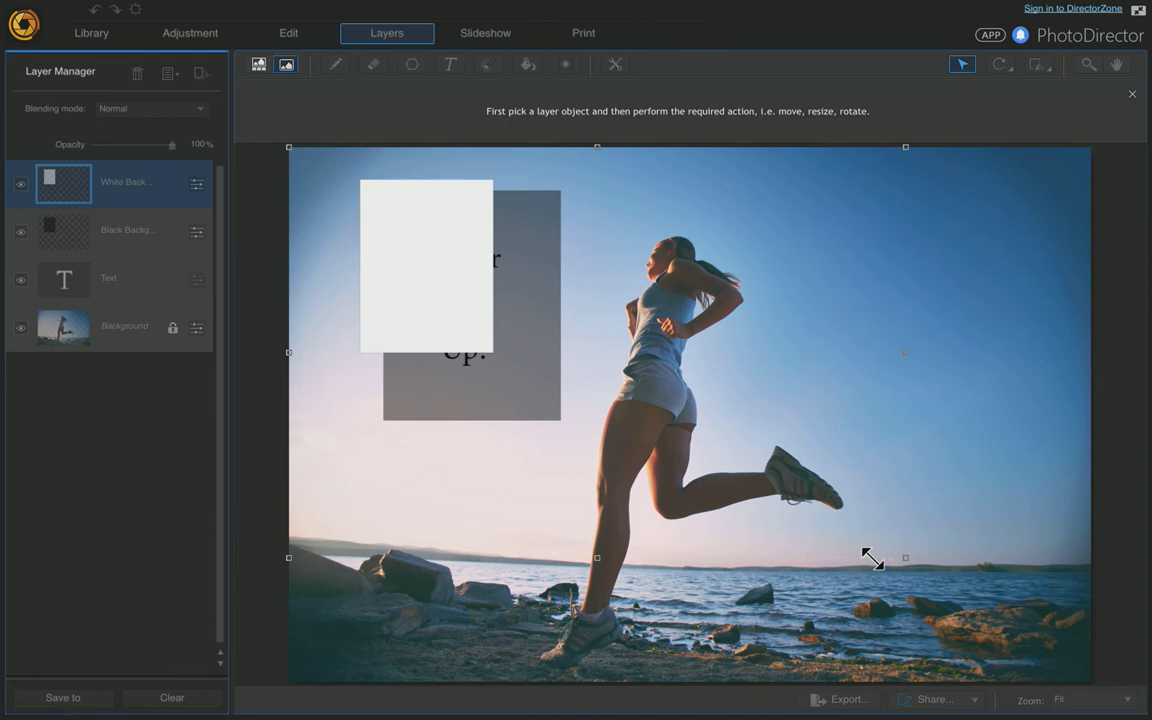 Sign in to DirectorZone
Library Adjustment Edit Layers Slideshow Print
APP PhotoDirector
Layer Manager
First pick a layer object and then perform the required action, i.e. move, resize, rotate.
Blending mode: Normal
Opacity 100%
White Back...
Black Backg...
Text
T
Background
r
Up.
Save to Clear
Export... Share... Zoom: Fit